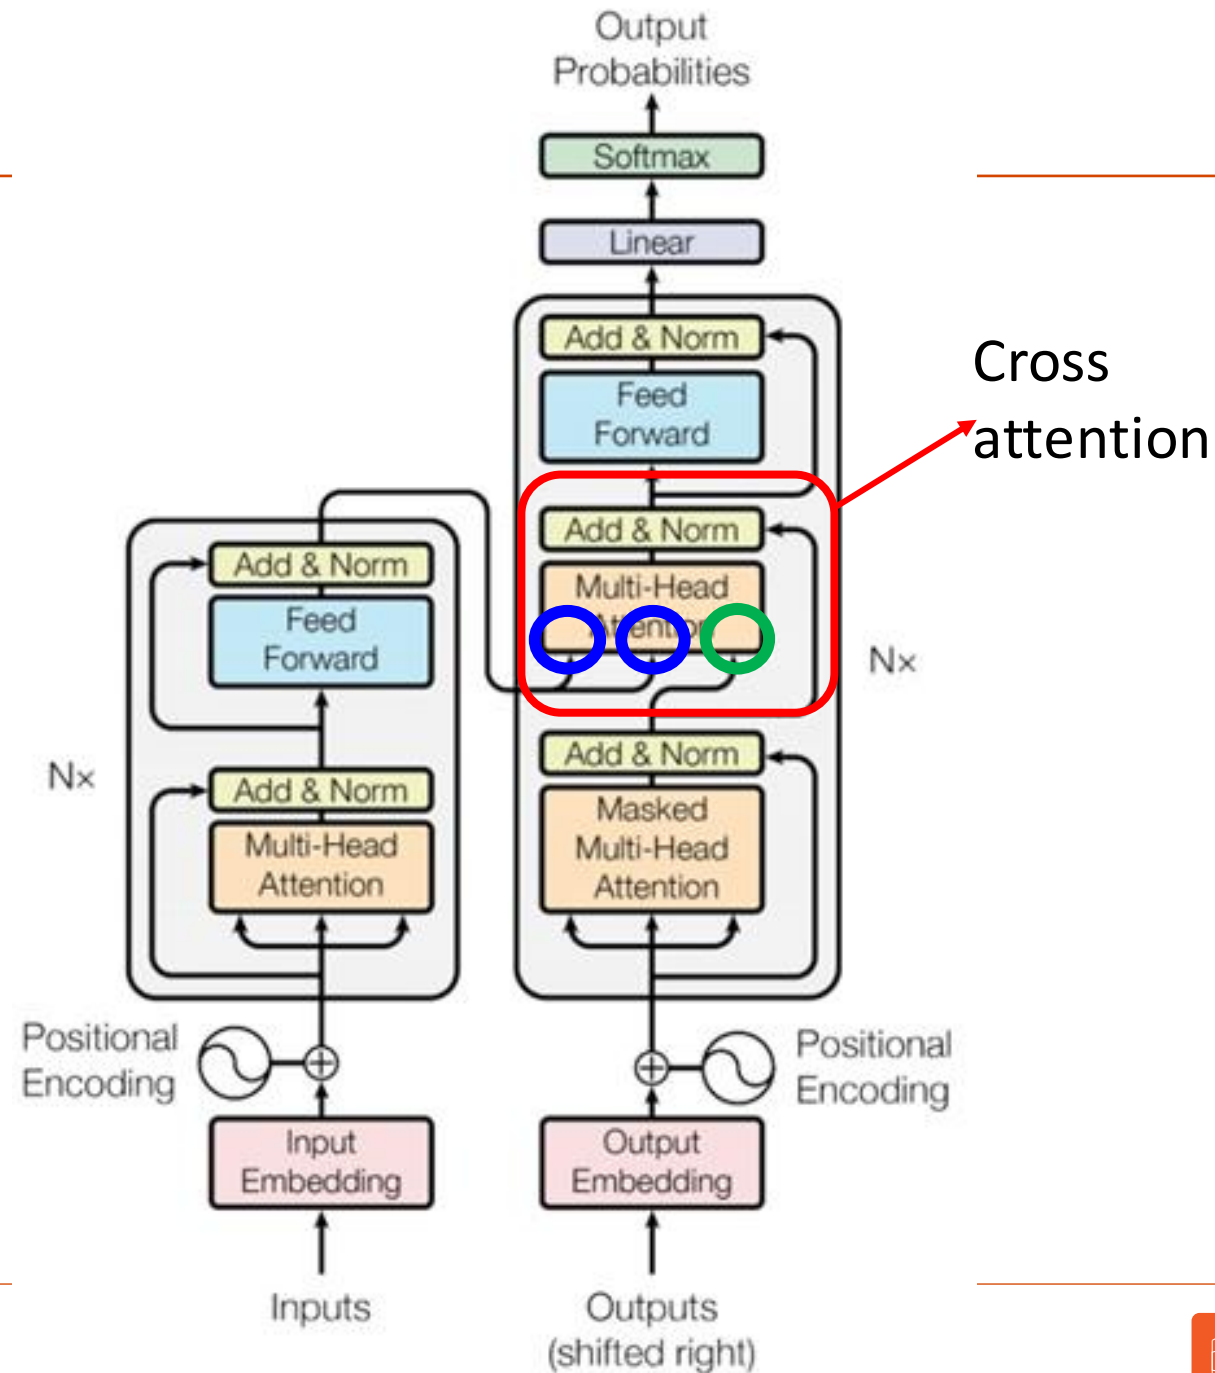 Output
Probabilities
Softmax
Linear
Add & Norm
Feed
Forward
Add & Norm
Multi-Head
Attention
Nx
Add & Norm
Masked
Multi-Head
Attention
Cross
attention
Add & Norm
Feed
Forward
Nx
Add & Norm
Multi-Head
Attention
Positional
Encoding
Positional
Encoding
Input
Embedding
Output
Embedding
Inputs
Outputs
(shifted right)